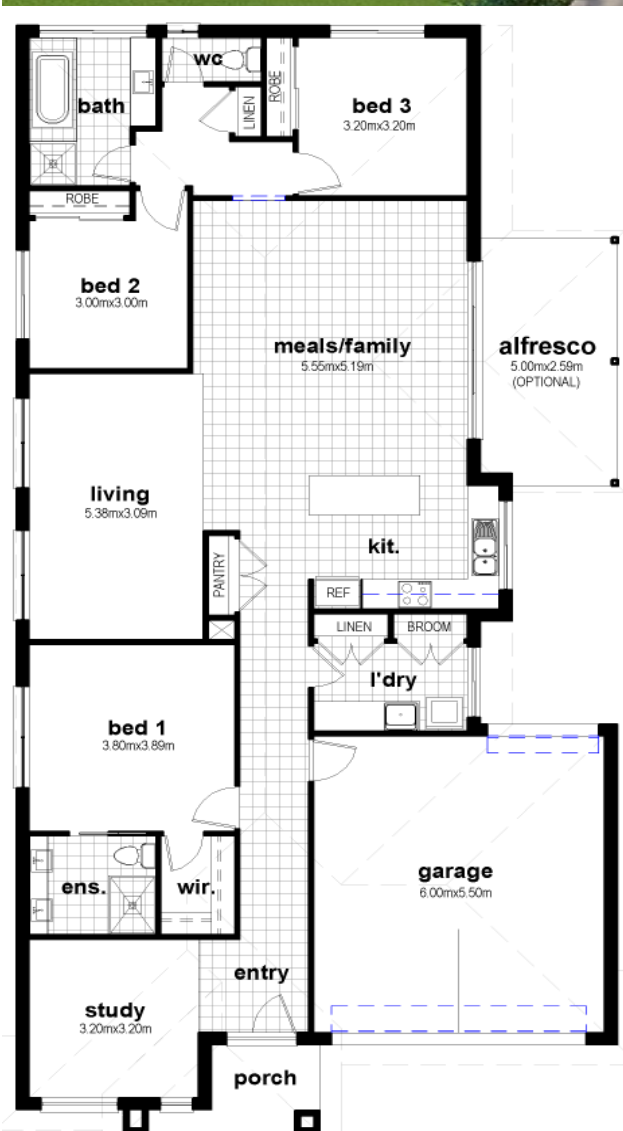 wc
bath
ROBE
LINEN
bed 3
3.20mx3.20m
ROBE
bed 2
3.00mx3.00m
meals/family
5.55mx5.19m
alfresco
5.00mx2.59m
(OPTIONAL)
living
5.38mx3.09m
kit.
PANTRY
REF
LINEN
BROOM
l'dry
bed 1
3.80mx3.89m
ens.
wir.
garage
6.00mx5.50m
entry
study
3.20mx3.20m
porch